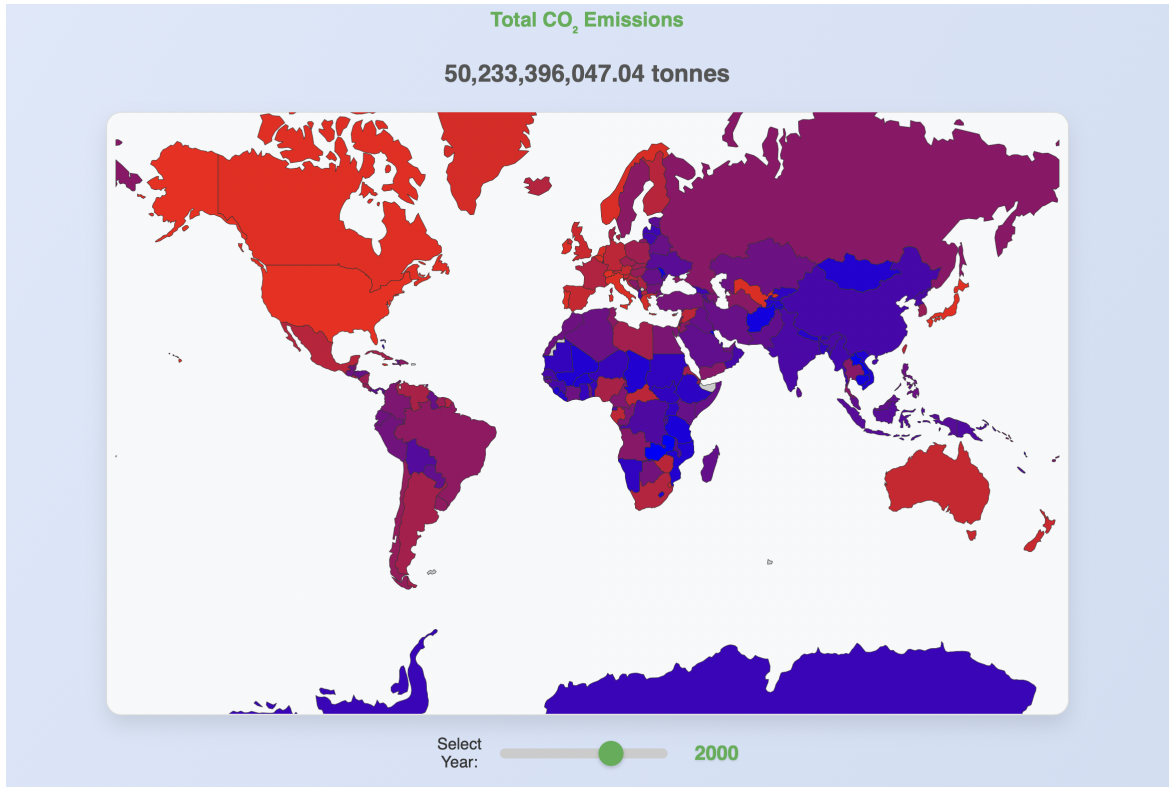 Total CO₂ Emissions
50,233,396,047.04 tonnes
Select
Year:
2000